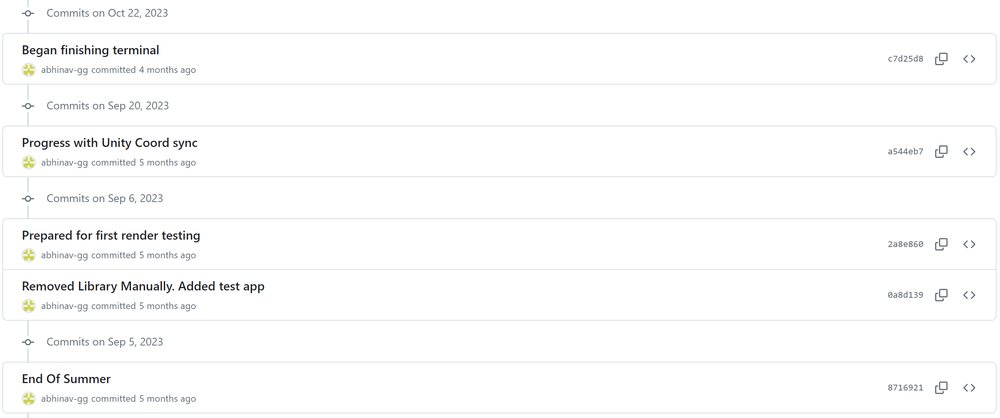 Commits on Oct 22, 2023
Began finishing terminal
c7d25d8
abhinav-gg committed 4 months ago
Commits on Sep 20, 2023
Progress with Unity Coord sync
a544eb7
abhinav-gg committed 5 months ago
Commits on Sep 6, 2023
Prepared for first render testing
2a8e860
abhinav-gg committed 5 months ago
Removed Library Manually. Added test app
0a8d139
abhinav-gg committed 5 months ago
Commits on Sep 5, 2023
End Of Summer
8716921
abhinav-gg committed 5 months ago